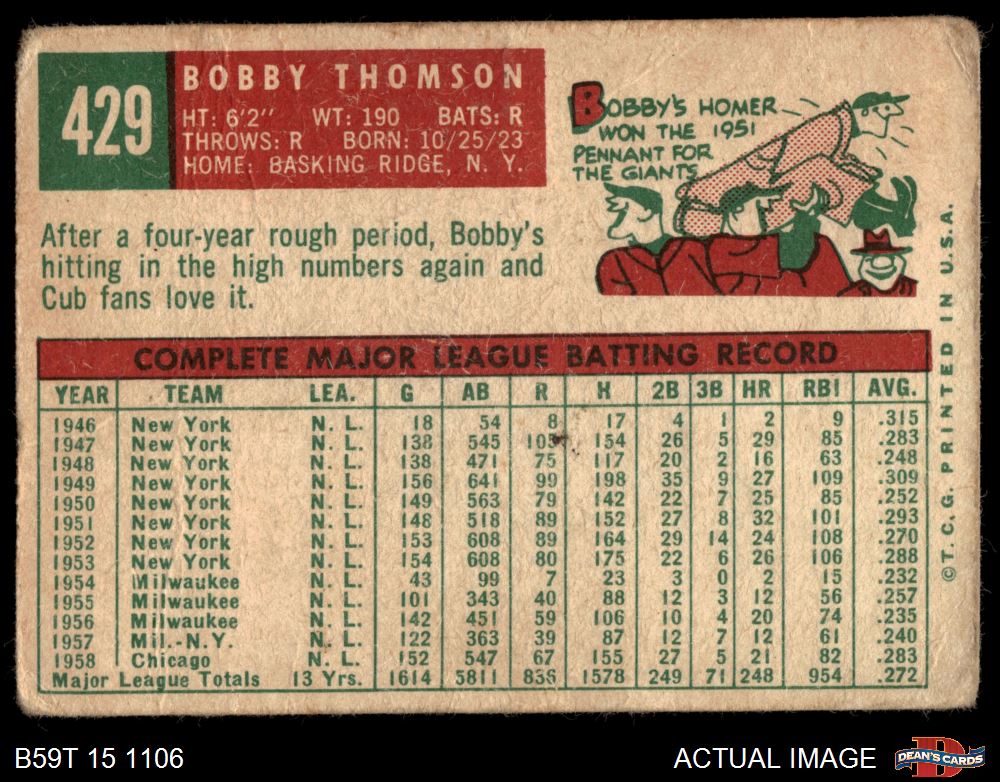 429
BOBBY THOMSON
HT: 6'2" WT: 190 BATS: R
THROWS: R BORN: 10/25/23
HOME: BASKING RIDGE, N. Y.
BOBBY'S HOMER
WON THE 1951
PENNANT FOR
THE GIANTS
After a four-year rough period, Bobby's
hitting in the high numbers again and
Cub fans love it.
COMPLETE MAJOR LEAGUE BATTING RECORD
YEAR TEAM LEA. G AB R H 2B 3B HR RBI AVG.
1946 New York N. L. 18 54 8 17 4 1 2 9 .315
1947 New York N. L. 138 545 105 154 26 5 29 85 .283
1948 New York N. L. 138 471 75 117 20 2 16 63 .248
1949 New York N. L. 156 641 99 198 35 9 27 109 .309
1950 New York N. L. 149 563 79 142 22 7 25 85 .252
1951 New York N. L. 148 518 89 152 27 8 32 101 .293
1952 New York N. L. 153 608 89 164 29 14 24 108 .270
1953 New York N. L. 154 608 80 175 22 6 26 106 .288
1954 Milwaukee N. L. 43 99 7 23 3 0 2 15 .232
1955 Milwaukee N. L. 101 343 40 88 12 3 12 56 .257
1956 Milwaukee N. L. 142 451 59 106 10 4 20 74 .235
1957 Mil.-N.Y. N. L. 122 363 39 87 12 7 12 61 .240
1958 Chicago N. L. 152 547 67 155 27 5 21 82 .283
Major League Totals 13 Yrs. 1614 5811 836 1578 249 71 248 954 .272
© T. C. G. PRINTED IN U.S.A.
B59T 15 1106
ACTUAL IMAGE
D
DEAN'S CARDS